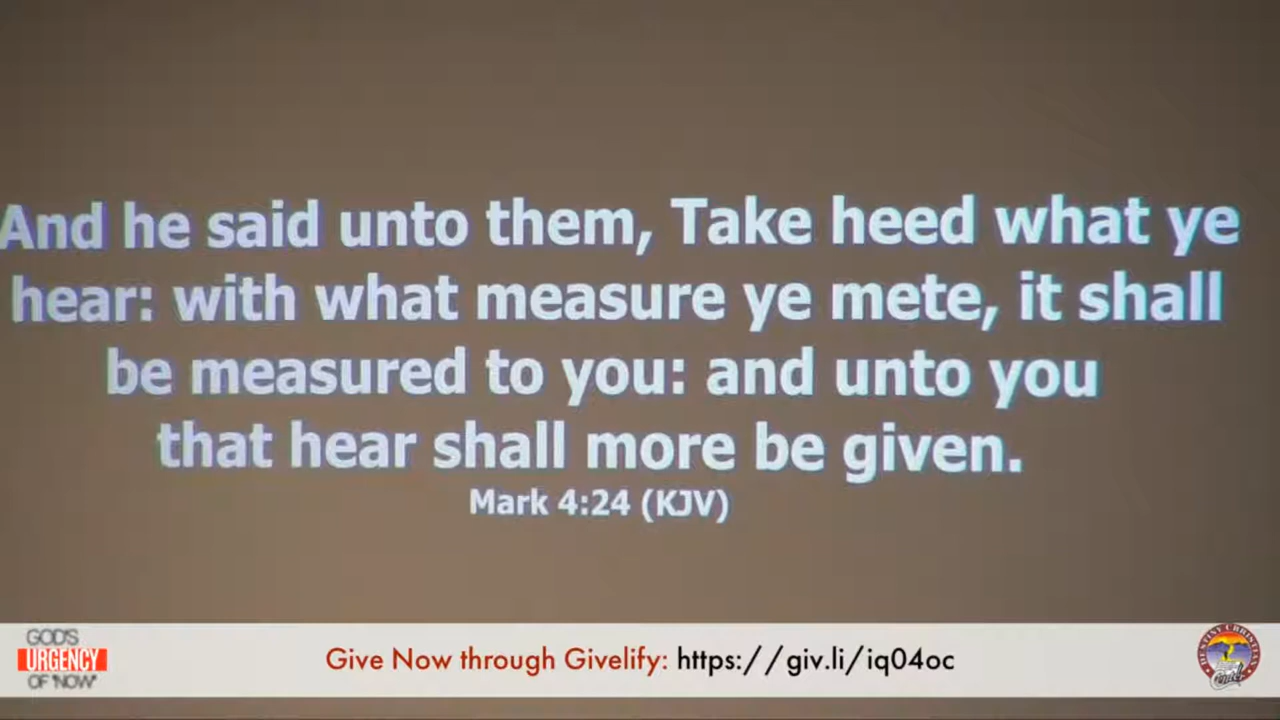 And he said unto them, Take heed what ye
hear: with what measure ye mete, it shall
be measured to you: and unto you
that hear shall more be given.
Mark 4:24 (KJV)
GOD'S
URGENCY
OF 'NOW'
Give Now through Givelify: https://giv.li/iq04oc
DESTINY CHRISTIAN